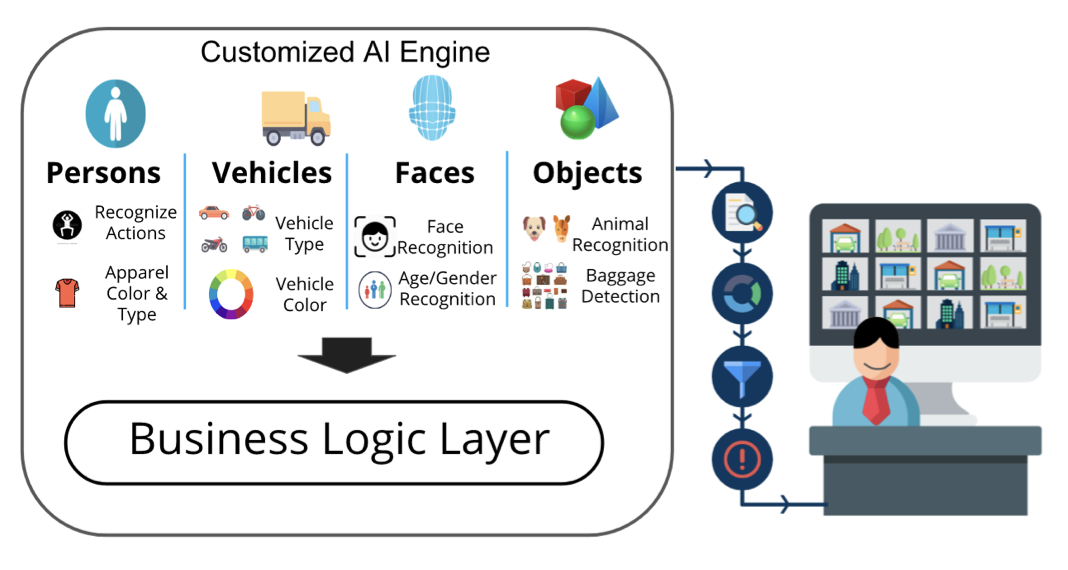 Customized AI Engine
Persons
Vehicles
Faces
Objects
Recognize
Actions
Apparel
Color &
Type
Vehicle
Type
Vehicle
Color
Face
Recognition
Age/Gender
Recognition
Animal
Recognition
Baggage
Detection
Business Logic Layer